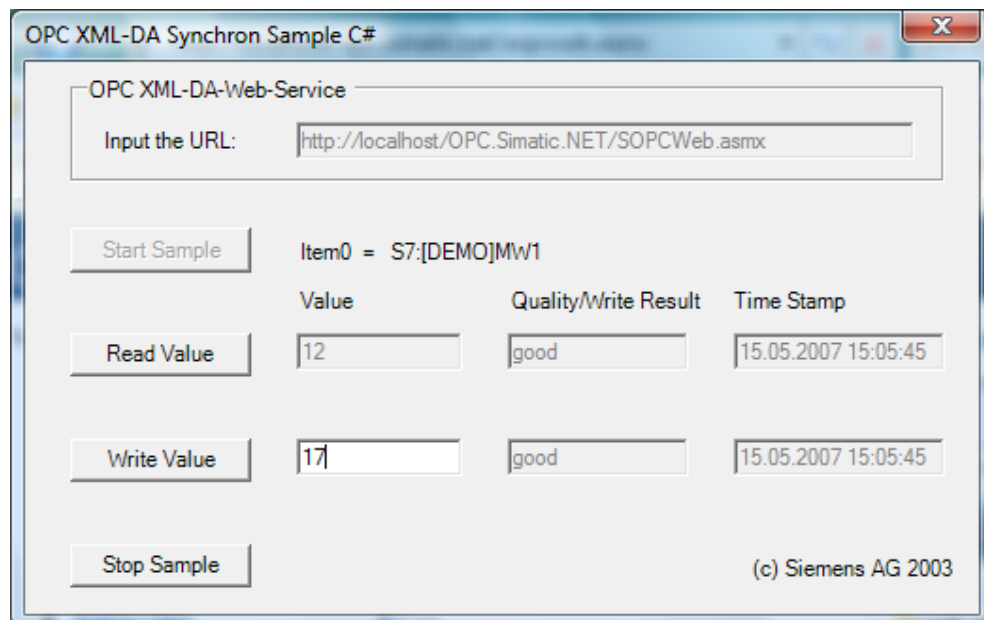 OPC XML-DA Synchron Sample C#
OPC XML-DA-Web-Service
Input the URL: http://localhost/OPC.Simatic.NET/SOPCWeb.asmx
Start Sample Item0 = S7:[DEMO]MW1
Value Quality/Write Result Time Stamp
Read Value 12 good 15.05.2007 15:05:45
Write Value 17 good 15.05.2007 15:05:45
Stop Sample (c) Siemens AG 2003